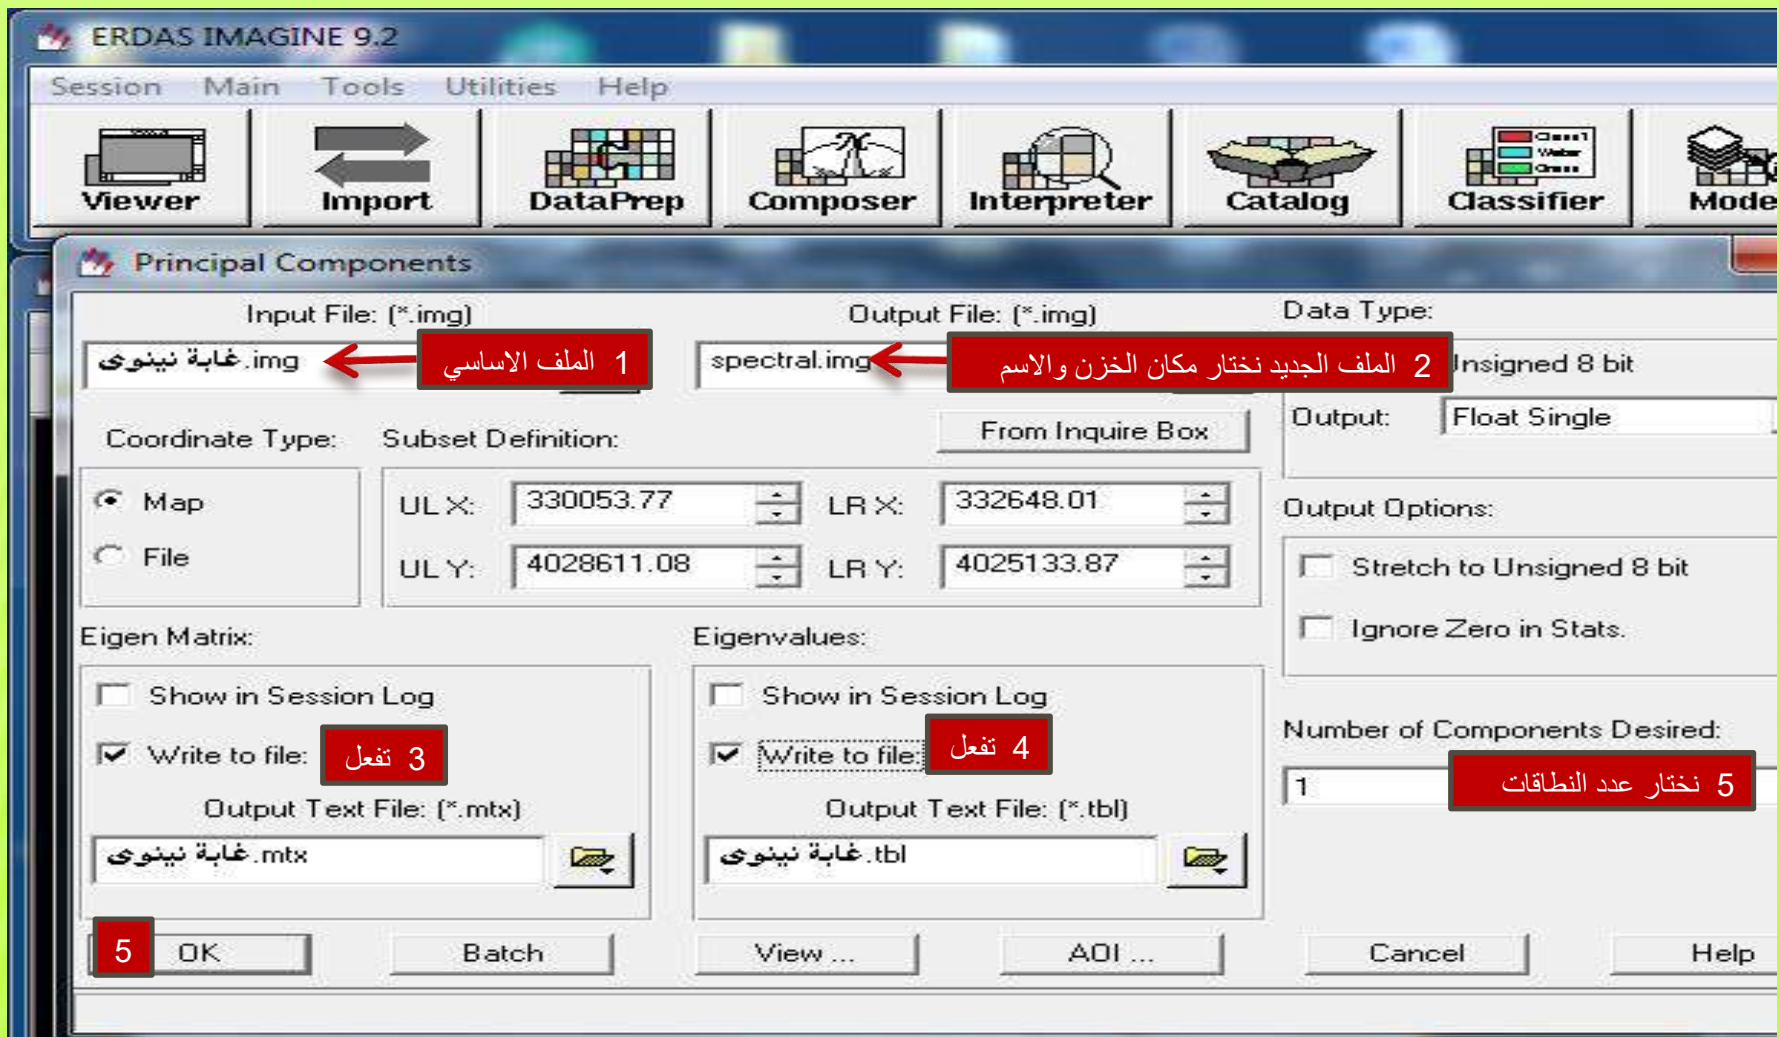 ERDAS IMAGINE 9.2
Session Main Tools Utilities Help
Class1
Water
Grass
Viewer Import DataPrep Composer Interpreter Catalog Classifier Mode
Principal Components
Input File: (*.img) Output File: (*.img) Data Type:
غابة نينوى.img 1 الملف الاساسي spectral.img 2 الملف الجديد نختار مكان الخزن والاسم Unsigned 8 bit
Coordinate Type: Subset Definition: From Inquire Box Output: Float Single
Map UL X: 330053.77 LR X: 332648.01 Output Options:
File UL Y: 4028611.08 LR Y: 4025133.87 Stretch to Unsigned 8 bit
Eigen Matrix: Eigenvalues: Ignore Zero in Stats.
Show in Session Log Show in Session Log
Number of Components Desired:
Write to file: 3 تفعل Write to file: 4 تفعل
1 5 نختار عدد النطاقات
Output Text File: (*.mtx) Output Text File: (*.tbl)
غابة نينوى.mtx غابة نينوى.tbl
5 OK Batch View ... AOI ... Cancel Help